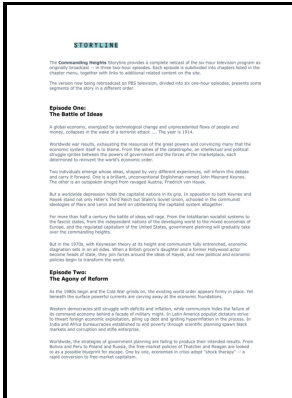 STORYLINE
The Commanding Heights Storyline provides a complete retcast of the six-hour television program as
originally broadcast — in three two-hour episodes. Each episode is subdivided into chapters listed in the
chapter menu, together with links to additional related content on the site.
The version now being rebroadcast on PBS television, divided into six one-hour episodes, presents some
segments of the story in a different order.
Episode One:
The Battle of Ideas
A global economy, energized by technological change and unprecedented flows of people and
money, collapses in the wake of a terrorist attack .... The year is 1914.
Worldwide war results, exhausting the resources of the great powers and convincing many that the
economic system itself is to blame. From the ashes of the catastrophe, an intellectual and political
struggle ignites between the powers of government and the forces of the marketplace, each
determined to reinvent the world's economic order.
Two individuals emerge whose ideas, shaped by very different experiences, will inform this debate
and carry it forward. One is a brilliant, unconventional Englishman named John Maynard Keynes.
The other is an outspoken émigré from ravaged Austria, Friedrich von Hayek.
But a worldwide depression holds the capitalist nations in its grip. In opposition to both Keynes and
Hayek stand not only Hitler's Third Reich but Stalin's Soviet Union, schooled in the communist
ideologies of Marx and Lenin and bent on obliterating the capitalist system altogether.
For more than half a century the battle of ideas will rage. From the totalitarian socialist systems to
the fascist states, from the independent nations of the developing world to the mixed economies of
Europe, and the regulated capitalism of the United States, government planning will gradually take
over the commanding heights.
But in the 1970s, with Keynesian theory at its height and communism fully entrenched, economic
stagnation sets in on all sides. When a British grocer's daughter and a former Hollywood actor
become heads of state, they join forces around the ideas of Hayek, and new political and economic
policies begin to transform the world.
Episode Two:
The Agony of Reform
As the 1980s begin and the Cold War grinds on, the existing world order appears firmly in place. Yet
beneath the surface powerful currents are carving away at the economic foundations.
Western democracies still struggle with deficits and inflation, while communism hides the failure of
its command economy behind a facade of military might. In Latin America populist dictators strive
to thwart foreign economic exploitation, piling up debt and igniting hyperinflation in the process. In
India and Africa bureaucracies established to end poverty through scientific planning spawn black
markets and corruption and stifle enterprise.
Worldwide, the strategies of government planning are failing to produce their intended results. From
Bolivia and Peru to Poland and Russia, the free-market policies of Thatcher and Reagan are looked
to as a possible blueprint for escape. One by one, economies in crisis adopt "shock therapy" — a
rapid conversion to free-market capitalism.